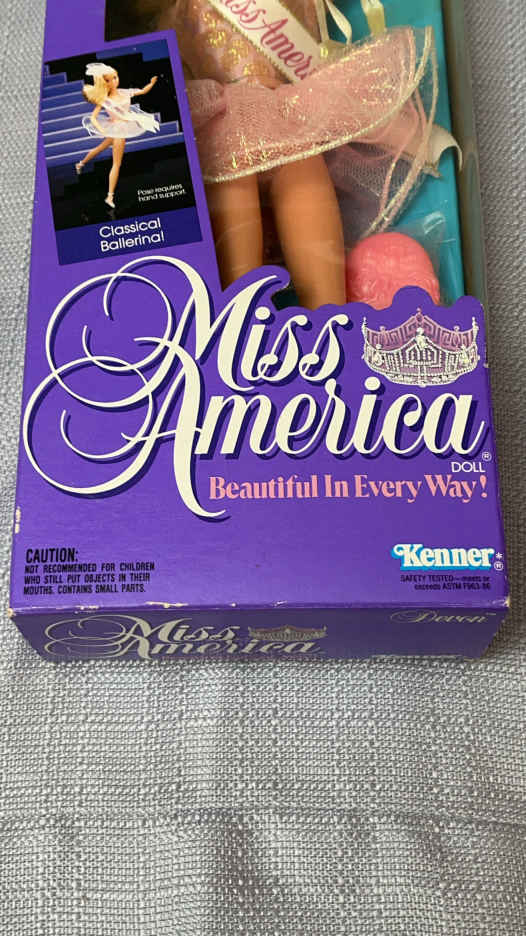 Miss Amer
Pose requires
hand support.
Classical
Ballerina!
Miss
America®
DOLL
Beautiful In Every Way!
CAUTION:
NOT RECOMMENDED FOR CHILDREN
WHO STILL PUT OBJECTS IN THEIR
MOUTHS. CONTAINS SMALL PARTS.
Kenner*®
SAFETY TESTED—meets or
exceeds ASTM F963-86
Miss
America
Devon